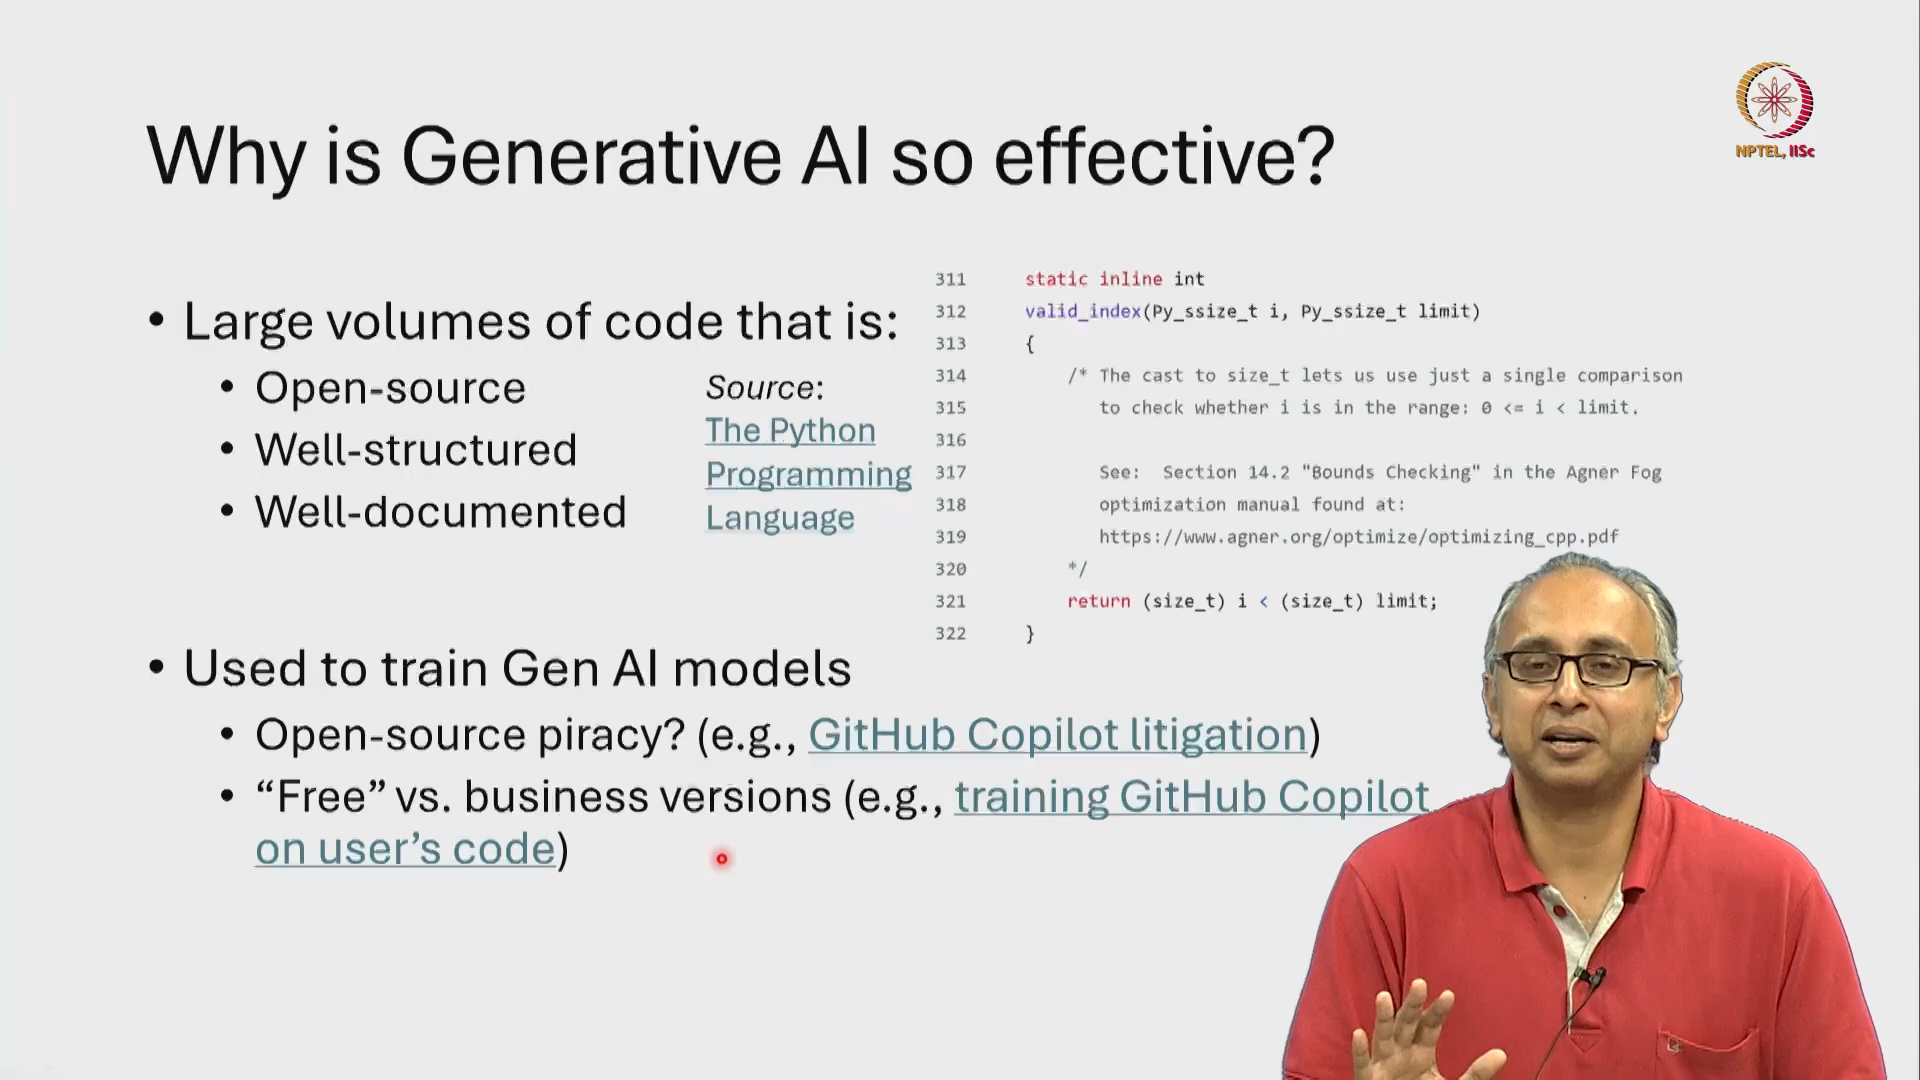 NPTEL, IISc
Why is Generative AI so effective?
• Large volumes of code that is:
• Open-source
• Well-structured
• Well-documented
Source:
The Python
Programming
Language
311 static inline int
312 valid_index(Py_ssize_t i, Py_ssize_t limit)
313 {
314 /* The cast to size_t lets us use just a single comparison
315 to check whether i is in the range: 0 <= i < limit.
316
317 See: Section 14.2 "Bounds Checking" in the Agner Fog
318 optimization manual found at:
319 https://www.agner.org/optimize/optimizing_cpp.pdf
320 */
321 return (size_t) i < (size_t) limit;
322 }
• Used to train Gen AI models
• Open-source piracy? (e.g., GitHub Copilot litigation)
• “Free” vs. business versions (e.g., training GitHub Copilot
on user’s code)